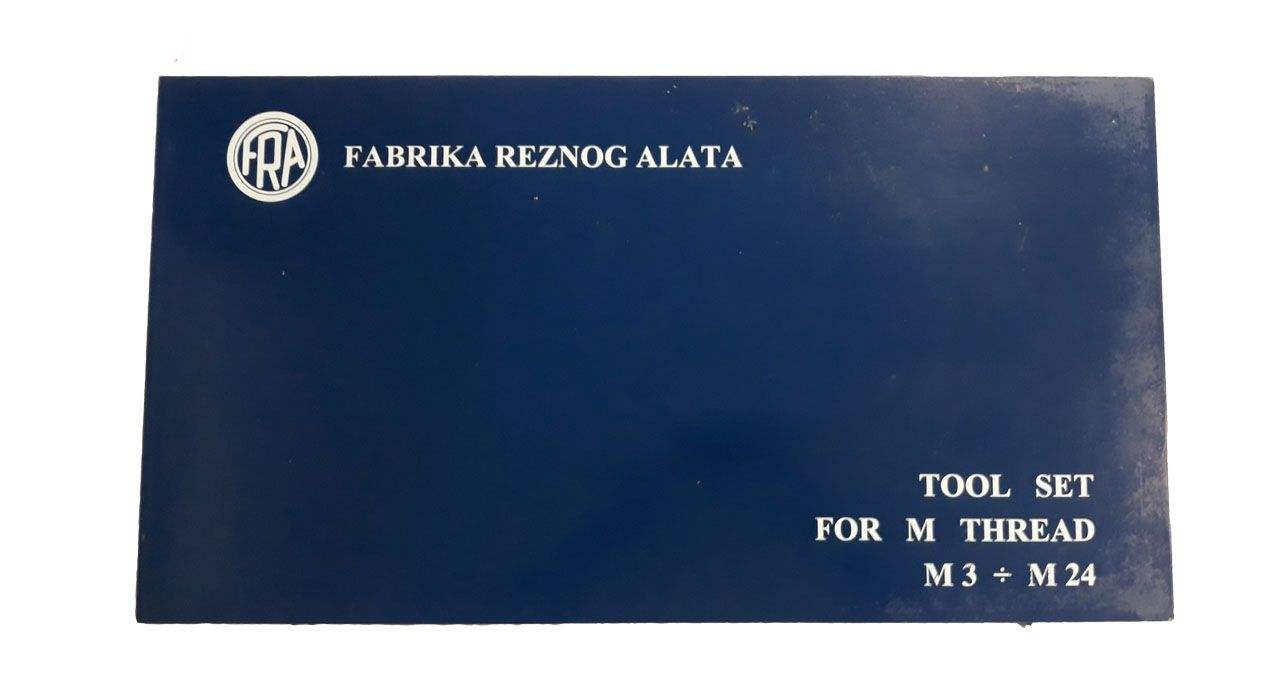 FRA FABRIKA REZNOG ALATA
TOOL SET
FOR M THREAD
M 3 ÷ M 24